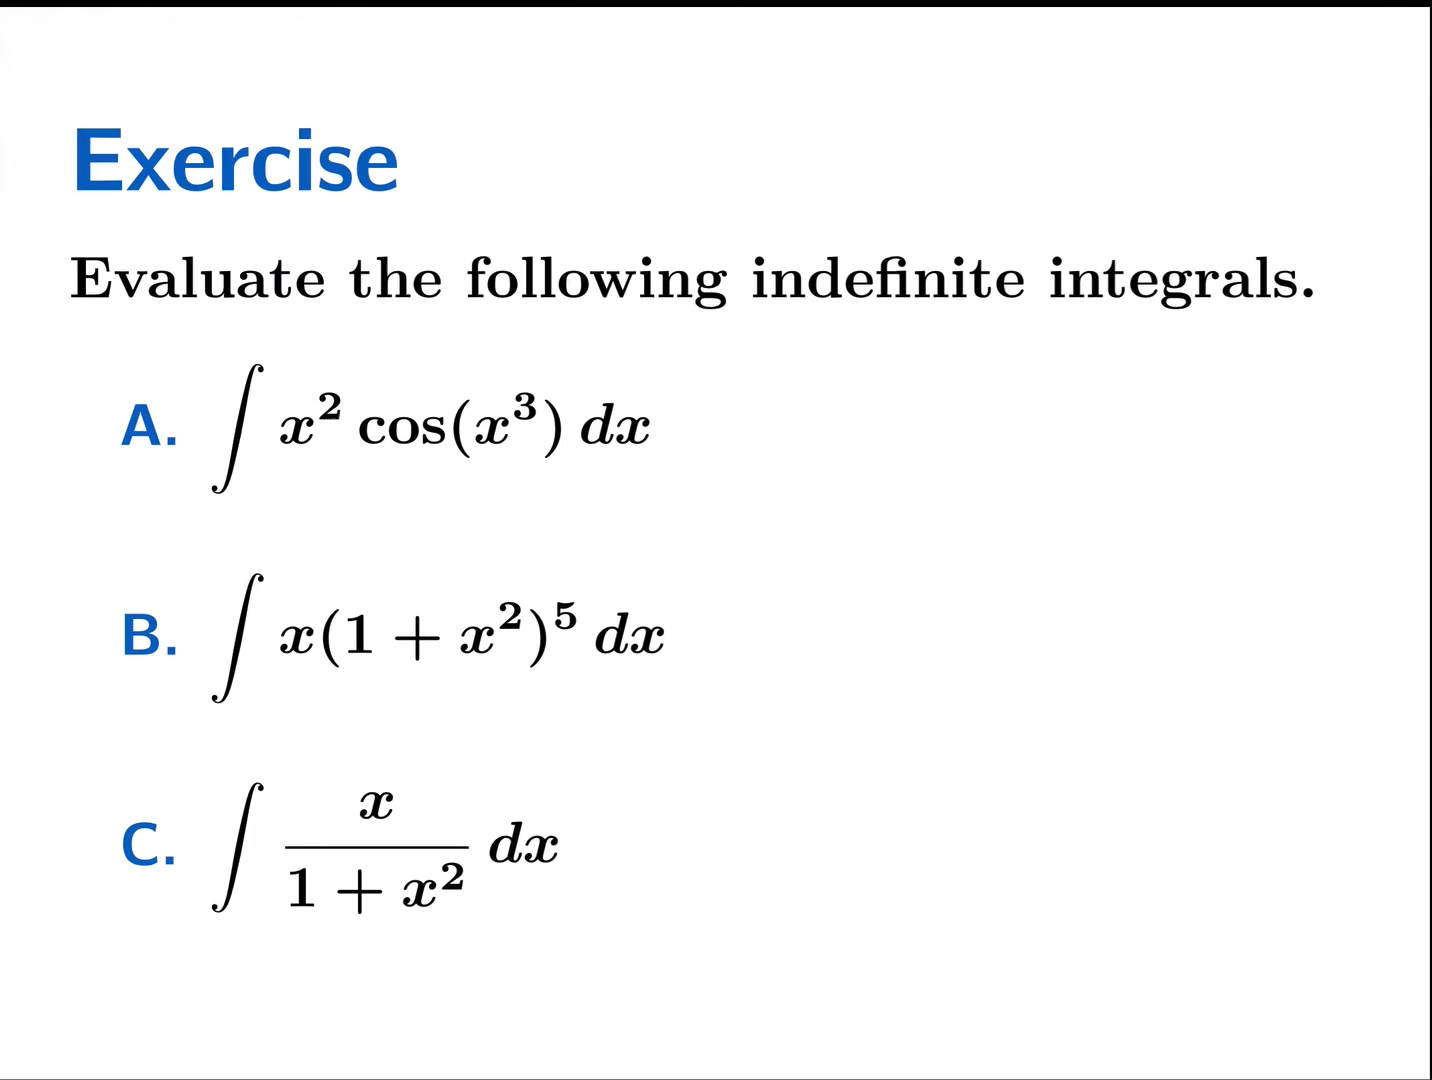 Exercise
Evaluate the following indefinite integrals.
A. ∫ x² cos(x³) dx
B. ∫ x(1 + x²)⁵ dx
C. ∫ x/(1 + x²) dx